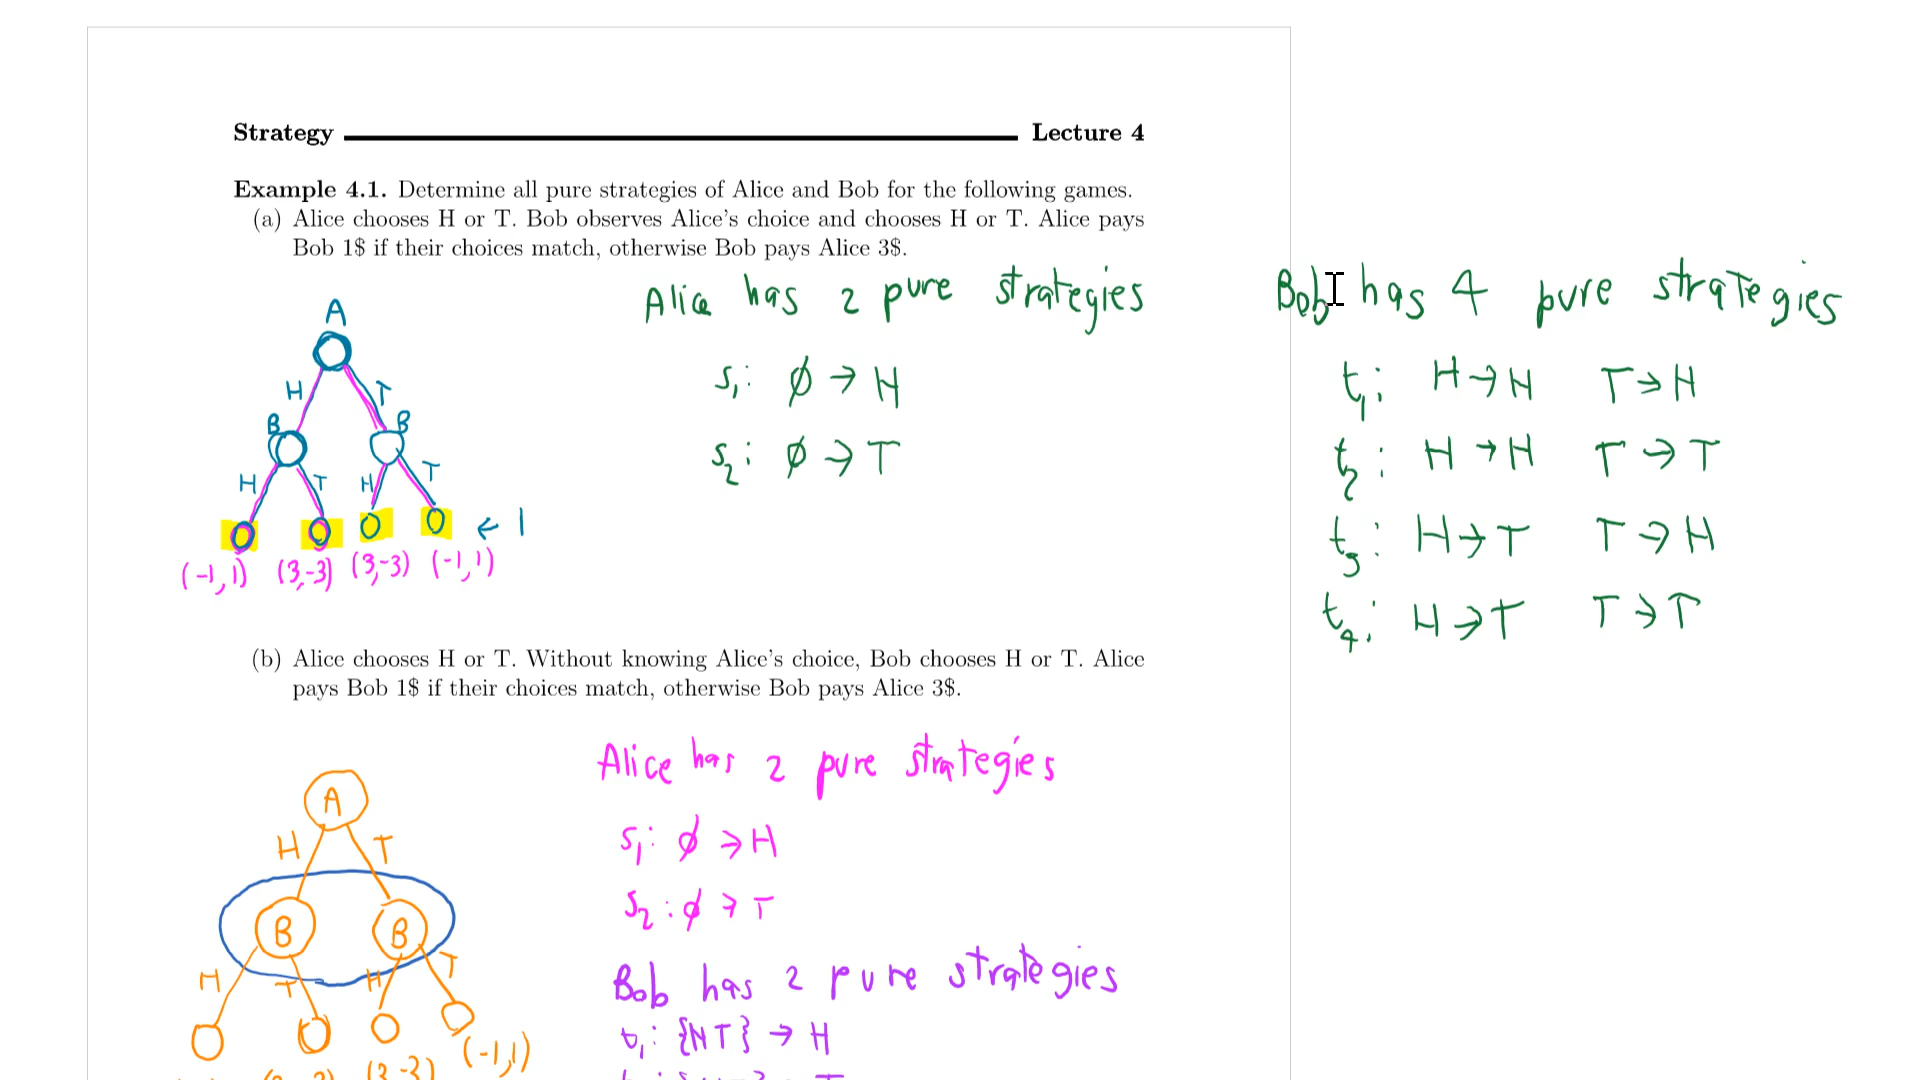 Strategy Lecture 4
Example 4.1. Determine all pure strategies of Alice and Bob for the following games.
(a) Alice chooses H or T. Bob observes Alice's choice and chooses H or T. Alice pays
Bob 1$ if their choices match, otherwise Bob pays Alice 3$.
Alice has 2 pure strategies
s₁: ∅ → H
s₂: ∅ → T
Bob has 4 pure strategies
t₁: H → H T → H
t₂: H → H T → T
t₃: H → T T → H
t₄: H → T T → T
A
H T
B B
H T H T
← 1
(-1, 1) (3,-3) (3,-3) (-1, 1)
(b) Alice chooses H or T. Without knowing Alice's choice, Bob chooses H or T. Alice
pays Bob 1$ if their choices match, otherwise Bob pays Alice 3$.
Alice has 2 pure strategies
s₁: ∅ → H
s₂: ∅ → T
Bob has 2 pure strategies
t₁: {HT} → H
A
H T
B B
H T H T
(3 -3) (-1, 1)